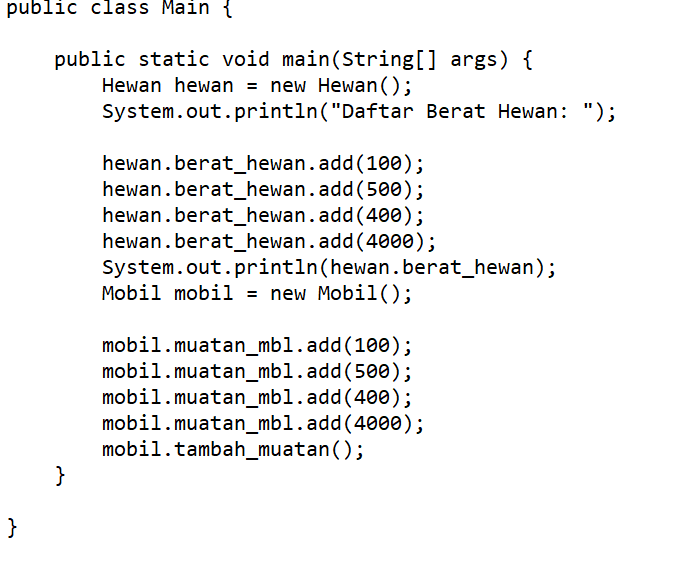 public class Main {
public static void main(String[] args) {
Hewan hewan = new Hewan();
System.out.println("Daftar Berat Hewan: ");
hewan.berat_hewan.add(100);
hewan.berat_hewan.add(500);
hewan.berat_hewan.add(400);
hewan.berat_hewan.add(4000);
System.out.println(hewan.berat_hewan);
Mobil mobil = new Mobil();
mobil.muatan_mbl.add(100);
mobil.muatan_mbl.add(500);
mobil.muatan_mbl.add(400);
mobil.muatan_mbl.add(4000);
mobil.tambah_muatan();
}
}